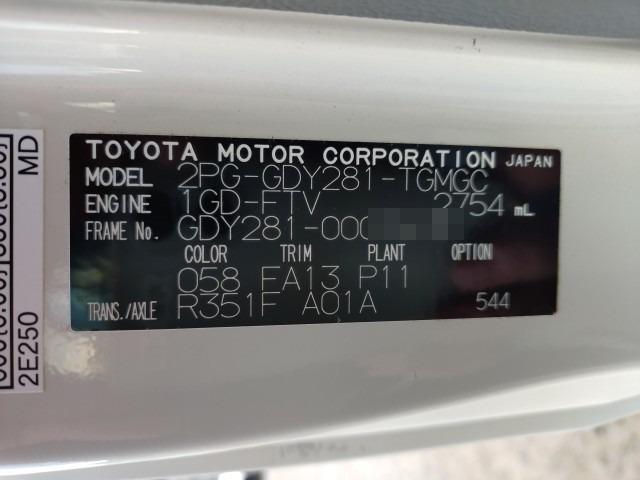 TOYOTA MOTOR CORPORATION JAPAN
MODEL 2PG-GDY281-TGMGC
ENGINE 1GD-FTV 2754 mL
FRAME No. GDY281-000
COLOR TRIM PLANT OPTION
058 EA13 P11
TRANS./AXLE R351F A01A 544
MD
2E250